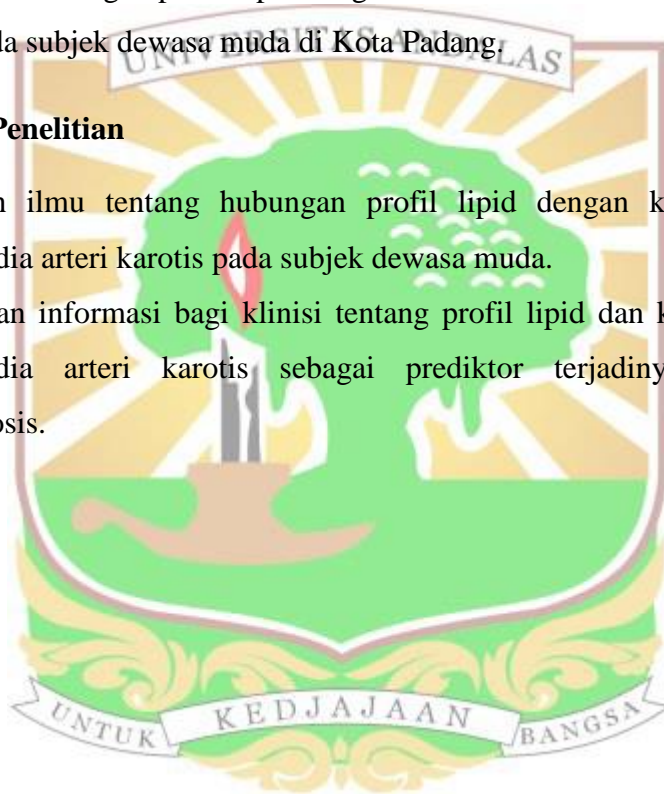 da subjek dewasa muda di Kota Padang.
UNIVERSITAS ANDALAS
Penelitian
ilmu tentang hubungan profil lipid dengan
dia arteri karotis pada subjek dewasa muda.
an informasi bagi klinisi tentang profil lipid dan
dia arteri karotis sebagai prediktor
osis.
UNTUK KEDJAJAAN BANGSA